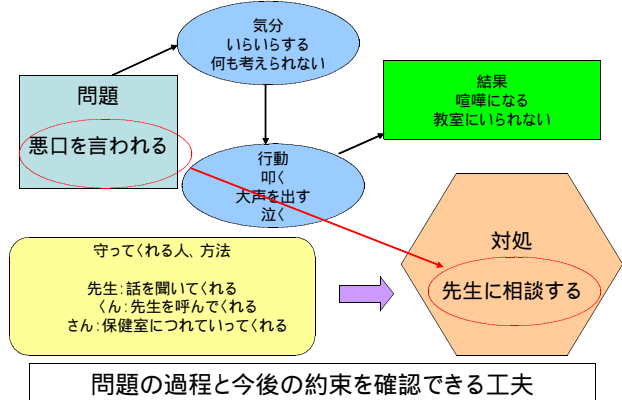 気分
いらいらする
何も考えられない
問題
悪口を言われる
結果
喧嘩になる
教室にいられない
行動
叩く
大声を出す
泣く
守ってくれる人、方法
先生：話を聞いてくれる
くん：先生を呼んでくれる
さん：保健室につれていってくれる
対処
先生に相談する
問題の過程と今後の約束を確認できる工夫